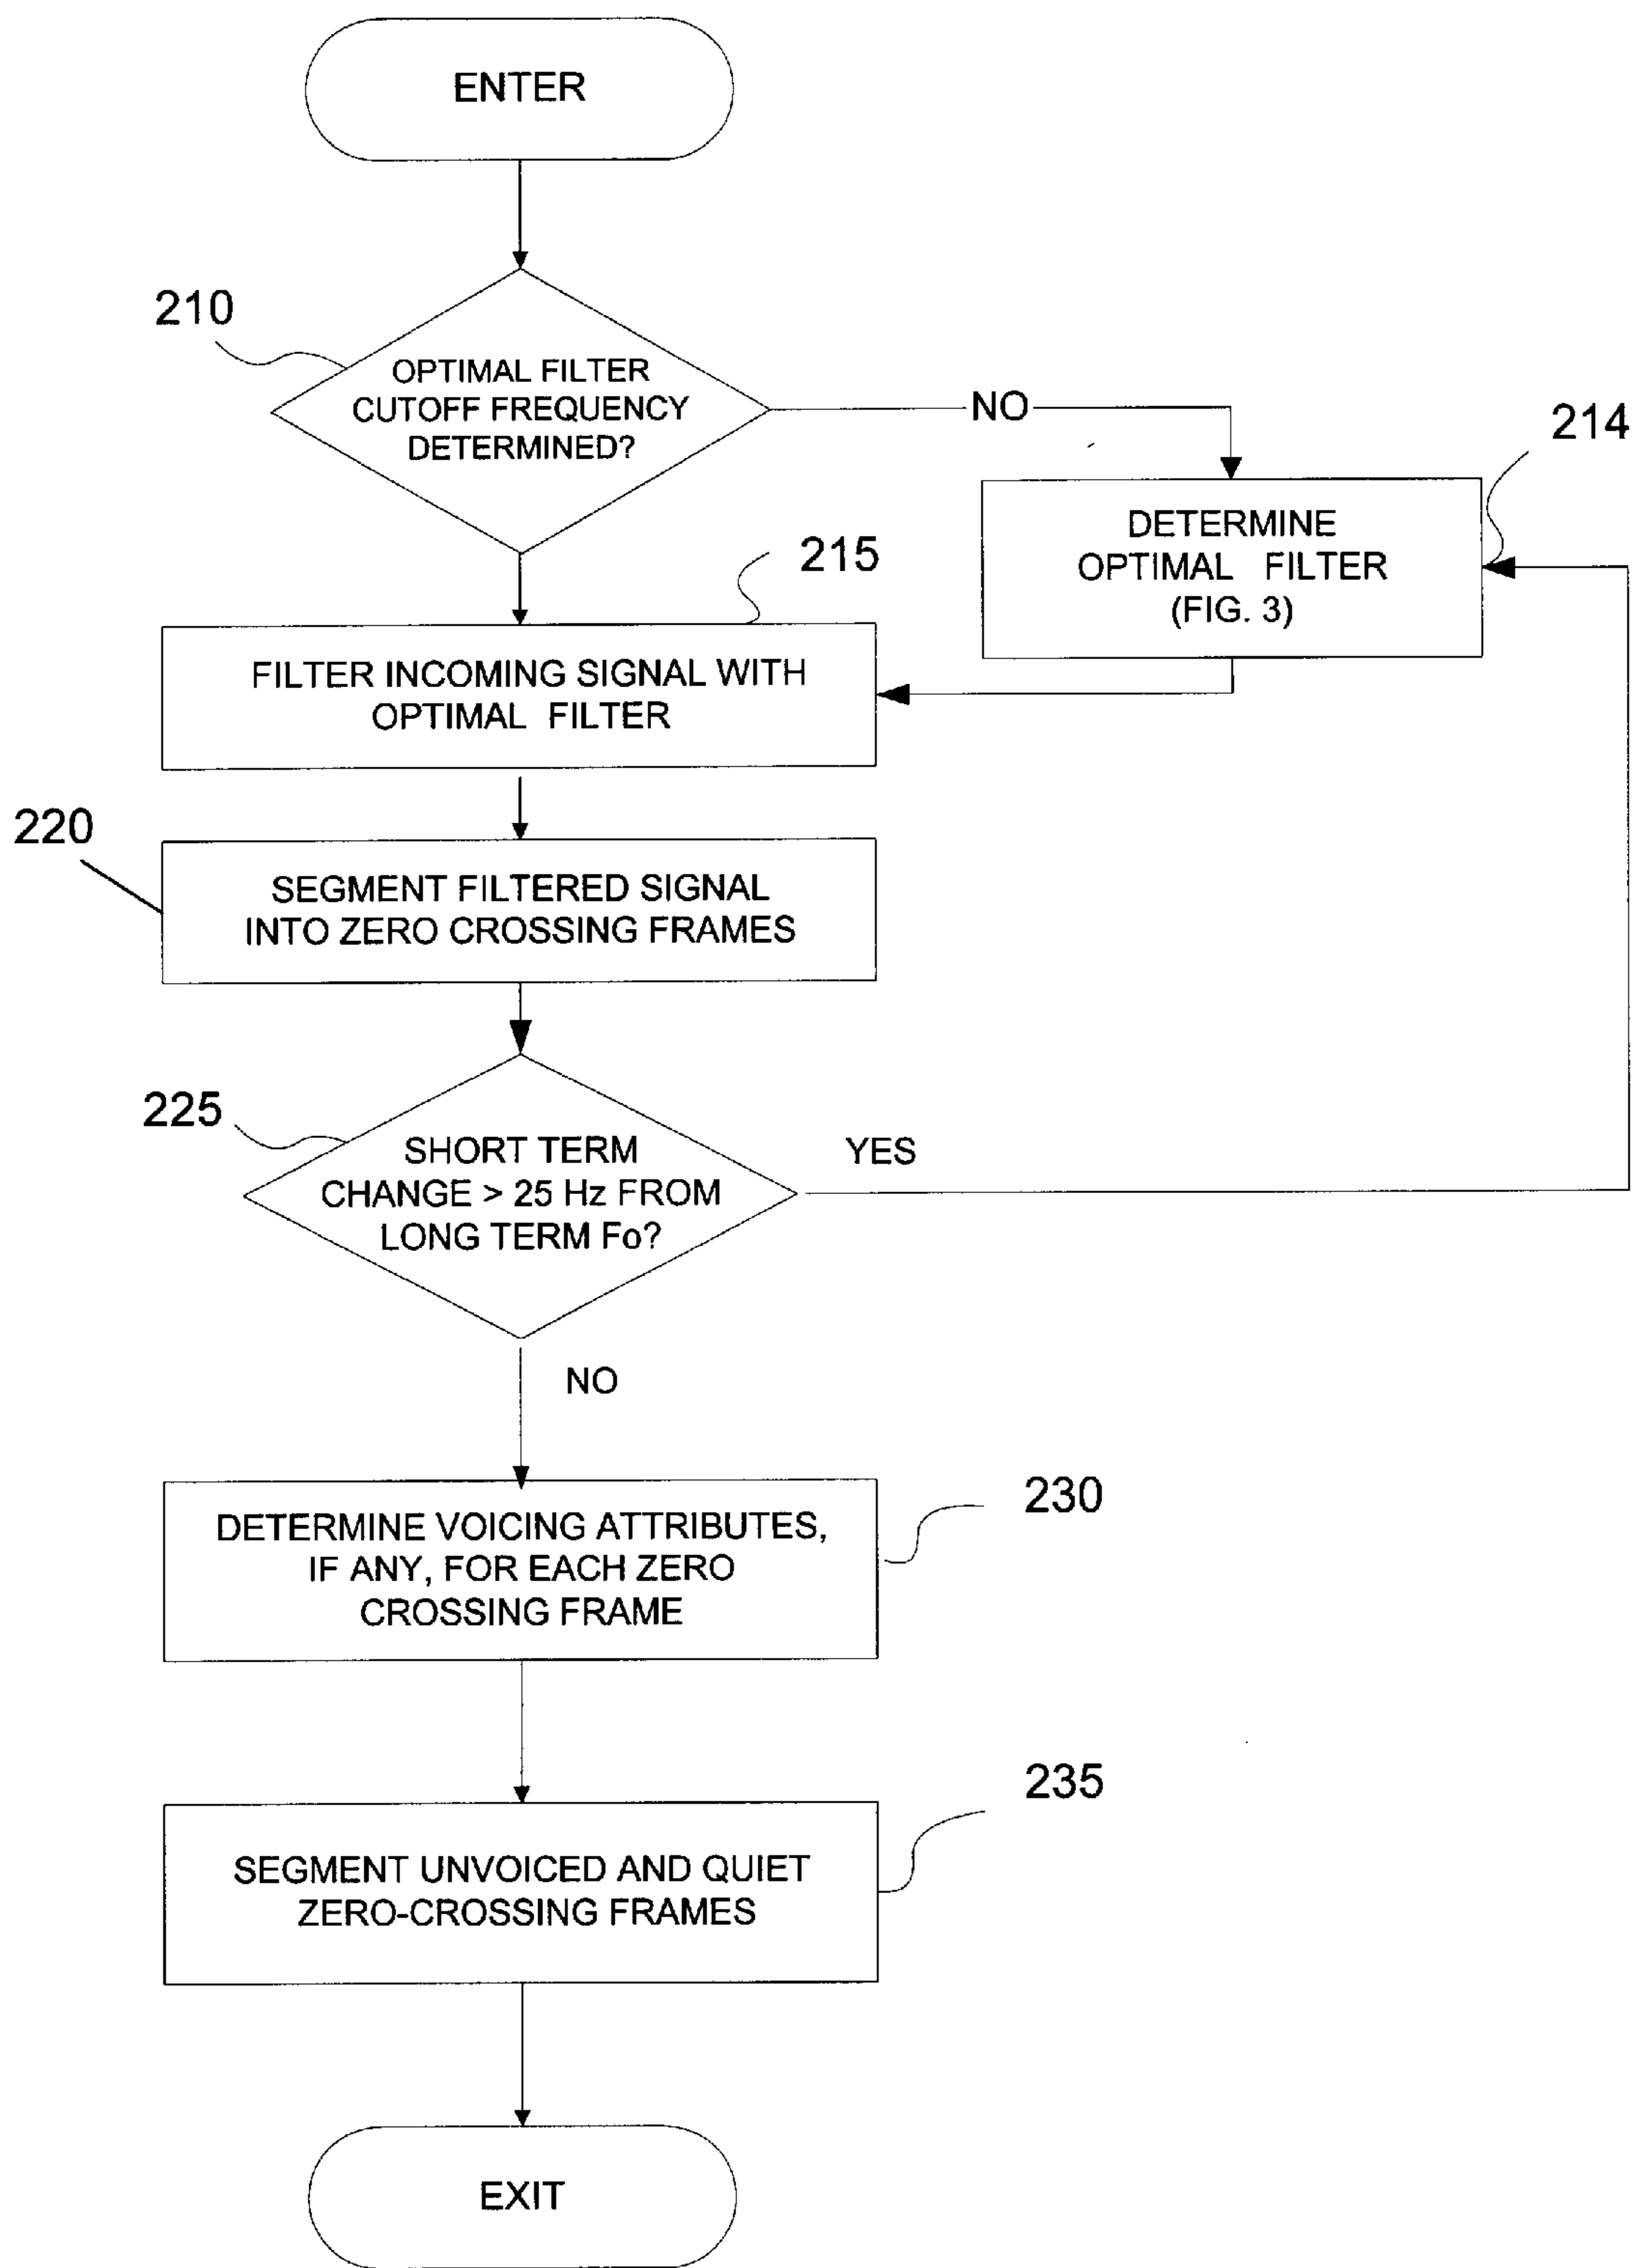 ENTER
210
OPTIMAL FILTER
CUTOFF FREQUENCY
DETERMINED?
NO
214
DETERMINE
OPTIMAL FILTER
(FIG. 3)
215
FILTER INCOMING SIGNAL WITH
OPTIMAL FILTER
220
SEGMENT FILTERED SIGNAL
INTO ZERO CROSSING FRAMES
225
SHORT TERM
CHANGE > 25 Hz FROM
LONG TERM Fo?
YES
NO
230
DETERMINE VOICING ATTRIBUTES,
IF ANY, FOR EACH ZERO
CROSSING FRAME
235
SEGMENT UNVOICED AND QUIET
ZERO-CROSSING FRAMES
EXIT